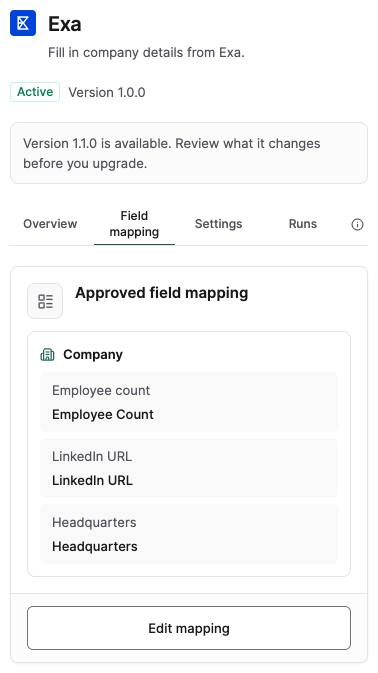 Exa
Fill in company details from Exa.
Active Version 1.0.0
Version 1.1.0 is available. Review what it changes
before you upgrade.
Overview
Field
mapping
Settings
Runs
Approved field mapping
Company
Employee count
Employee Count
LinkedIn URL
LinkedIn URL
Headquarters
Headquarters
Edit mapping